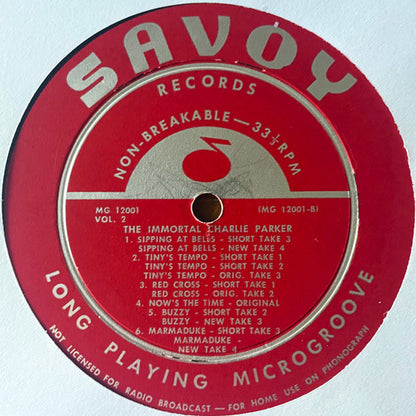 SAVOY
RECORDS
NON-BREAKABLE—33⅓RPM
MG 12001
VOL. 2
(MG 12001-B)
THE IMMORTAL CHARLIE PARKER
1. SIPPING AT BELLS - SHORT TAKE 3
SIPPING AT BELLS - NEW TAKE 4
2. TINY'S TEMPO - SHORT TAKE 1
TINY'S TEMPO - SHORT TAKE 2
TINY'S TEMPO - ORIG. TAKE 3
3. RED CROSS - SHORT TAKE 1
RED CROSS - ORIG. TAKE 2
4. NOW'S THE TIME - ORIGINAL
5. BUZZY - SHORT TAKE 2
BUZZY - NEW TAKE 3
6. MARMADUKE - SHORT TAKE 3
MARMADUKE -
NEW TAKE 4
LONG PLAYING MICROGROOVE
NOT LICENSED FOR RADIO BROADCAST—FOR HOME USE ON PHONOGRAPH